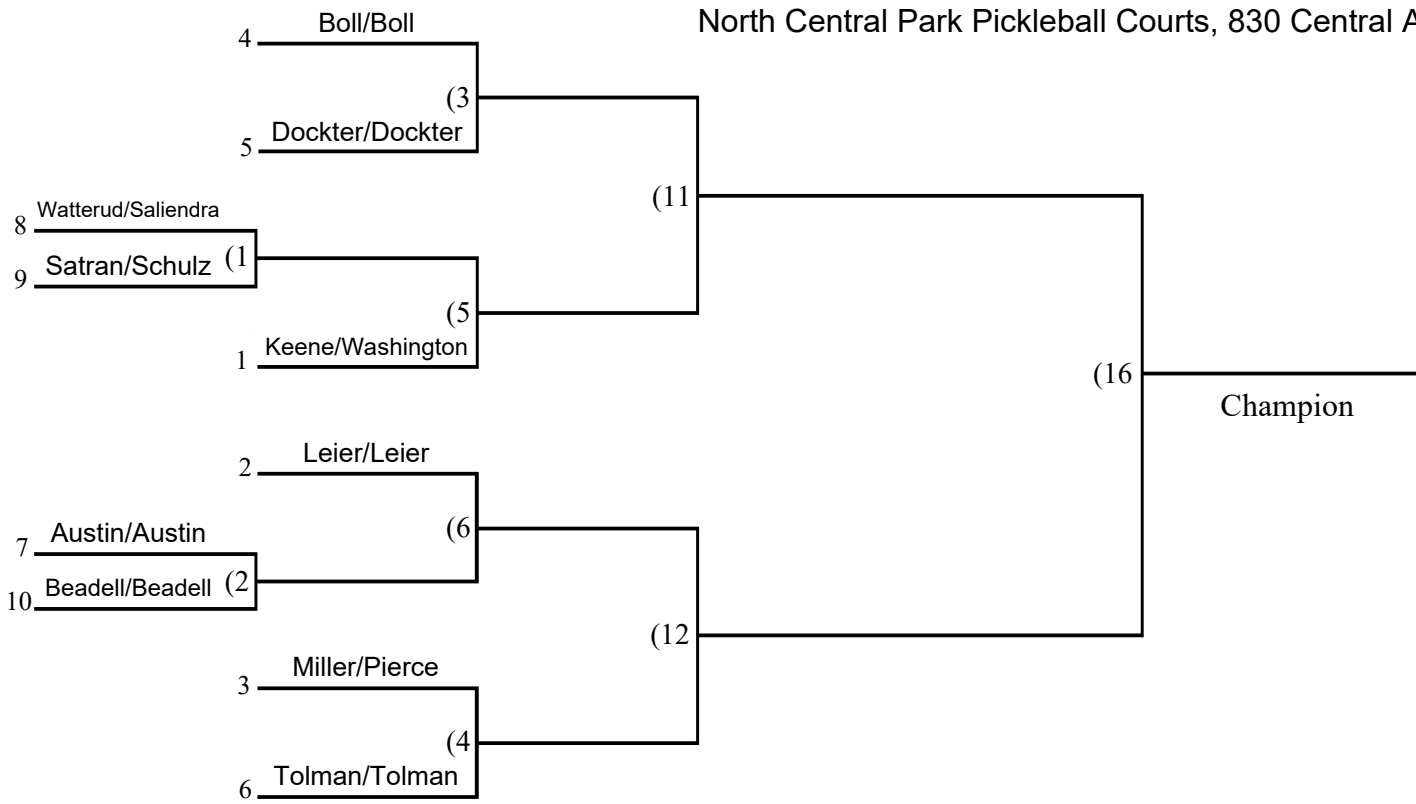 North Central Park Pickleball Courts, 830 Central A
4 Boll/Boll
(3
5 Dockter/Dockter
(11
8 Watterud/Saliendra
(1
9 Satran/Schulz
(5
1 Keene/Washington
(16
Champion
2 Leier/Leier
(6
7 Austin/Austin
(2
10 Beadell/Beadell
(12
3 Miller/Pierce
(4
6 Tolman/Tolman